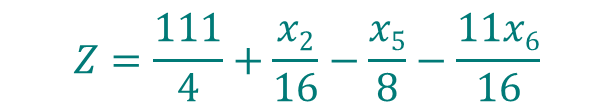 Z = 111/4 + x₂/16 − x₅/8 − 11x₆/16